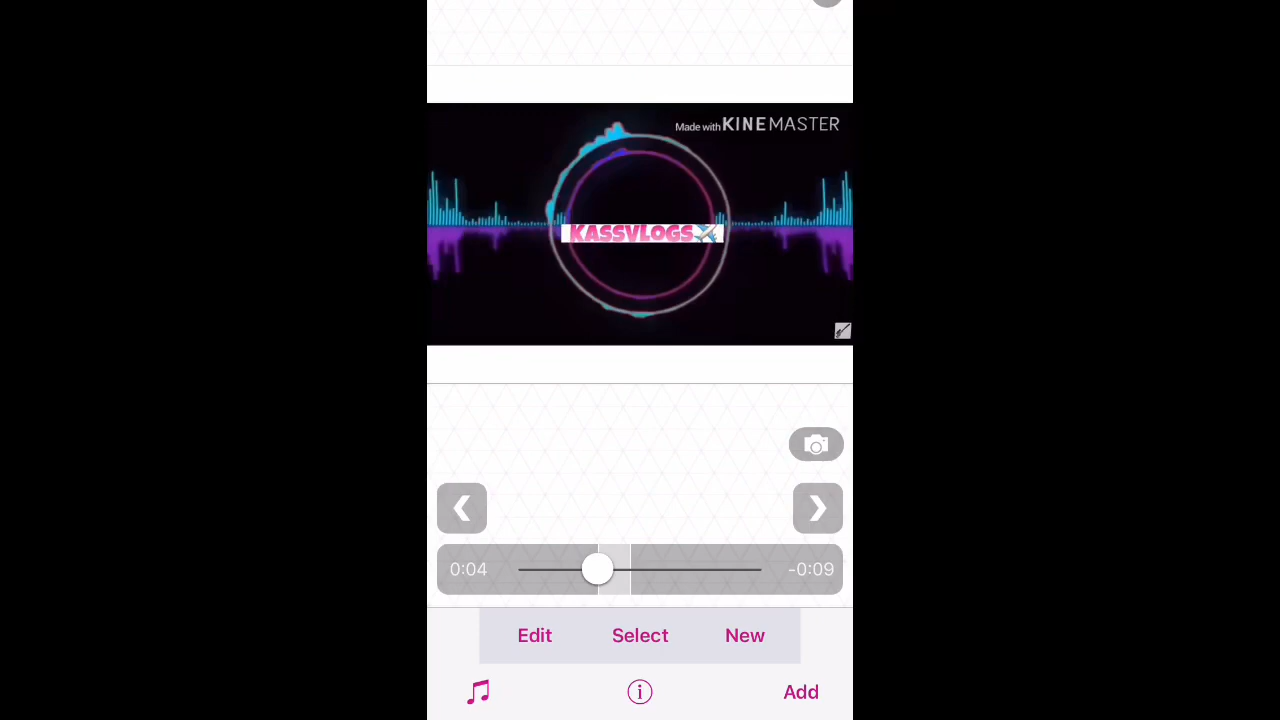 Made with KINEMASTER
KASSVLOGS✈️
0:04 -0:09
Edit Select New
Add